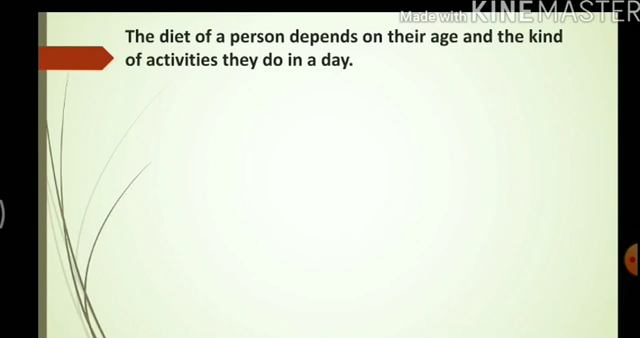 Made with KINEMASTER
The diet of a person depends on their age and the kind
of activities they do in a day.